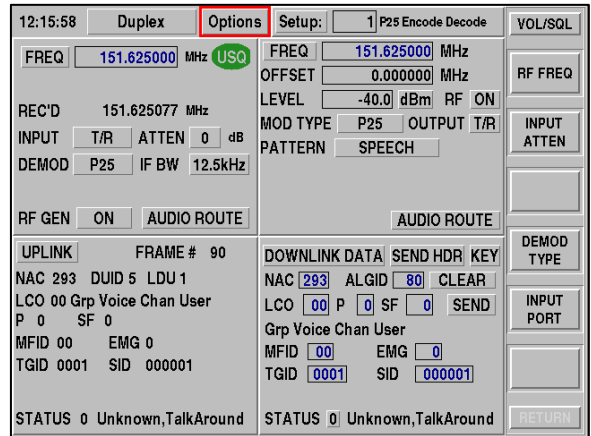 12:15:58 Duplex Options Setup: 1 P25 Encode Decode
FREQ 151.625000 MHz USQ
REC'D 151.625077 MHz
INPUT T/R ATTEN 0 dB
DEMOD P25 IF BW 12.5kHz
RF GEN ON AUDIO ROUTE
FREQ 151.625000 MHz
OFFSET 0.000000 MHz
LEVEL -40.0 dBm RF ON
MOD TYPE P25 OUTPUT T/R
PATTERN SPEECH
AUDIO ROUTE
UPLINK FRAME # 90
NAC 293 DUID 5 LDU 1
LCO 00 Grp Voice Chan User
P 0 SF 0
MFID 00 EMG 0
TGID 0001 SID 000001
STATUS 0 Unknown,TalkAround
DOWNLINK DATA SEND HDR KEY
NAC 293 ALGID 80 CLEAR
LCO 00 P 0 SF 0 SEND
Grp Voice Chan User
MFID 00 EMG 0
TGID 0001 SID 000001
STATUS 0 Unknown,TalkAround
VOL/SQL
RF FREQ
INPUT
ATTEN
DEMOD
TYPE
INPUT
PORT
RETURN